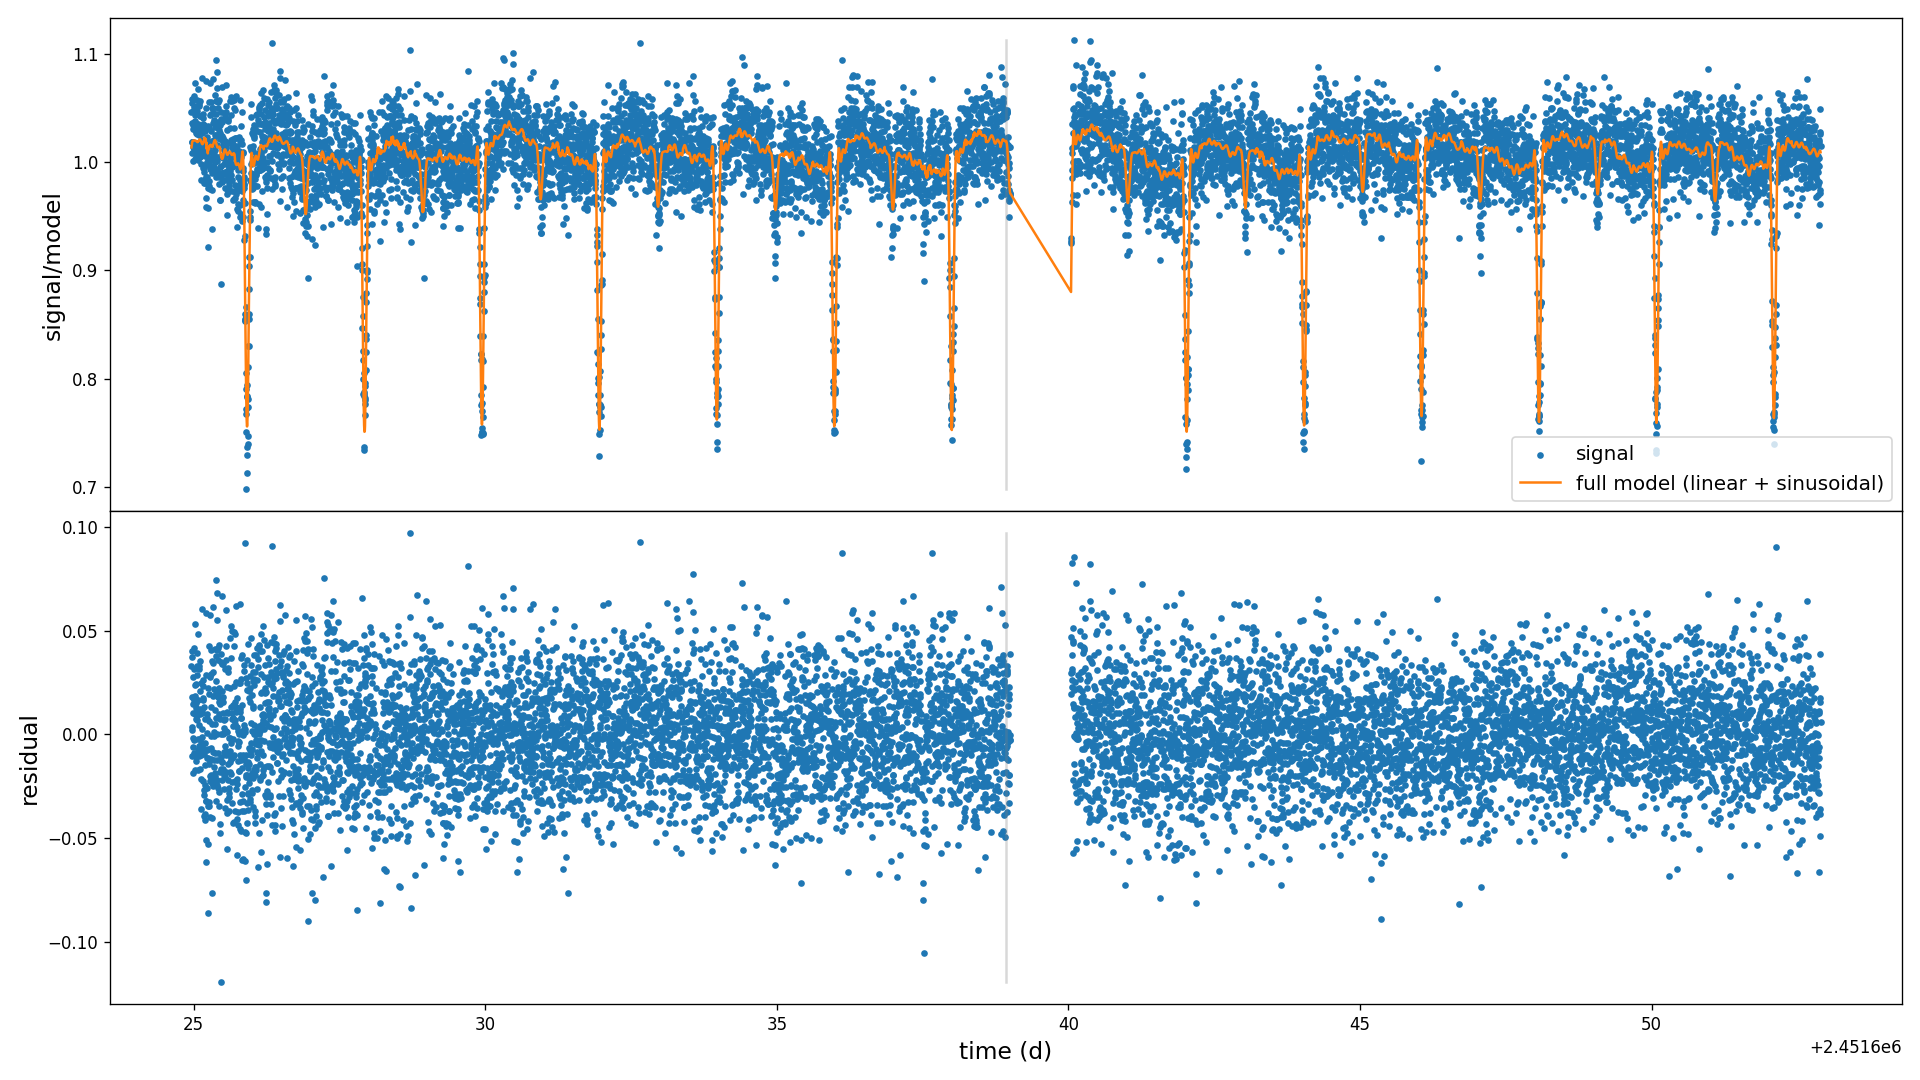 1.1
1.0
0.9
0.8
0.7
signal/model
signal
full model (linear + sinusoidal)
0.10
0.05
0.00
−0.05
−0.10
residual
25
30
35
40
45
50
time (d)
+2.4516e6